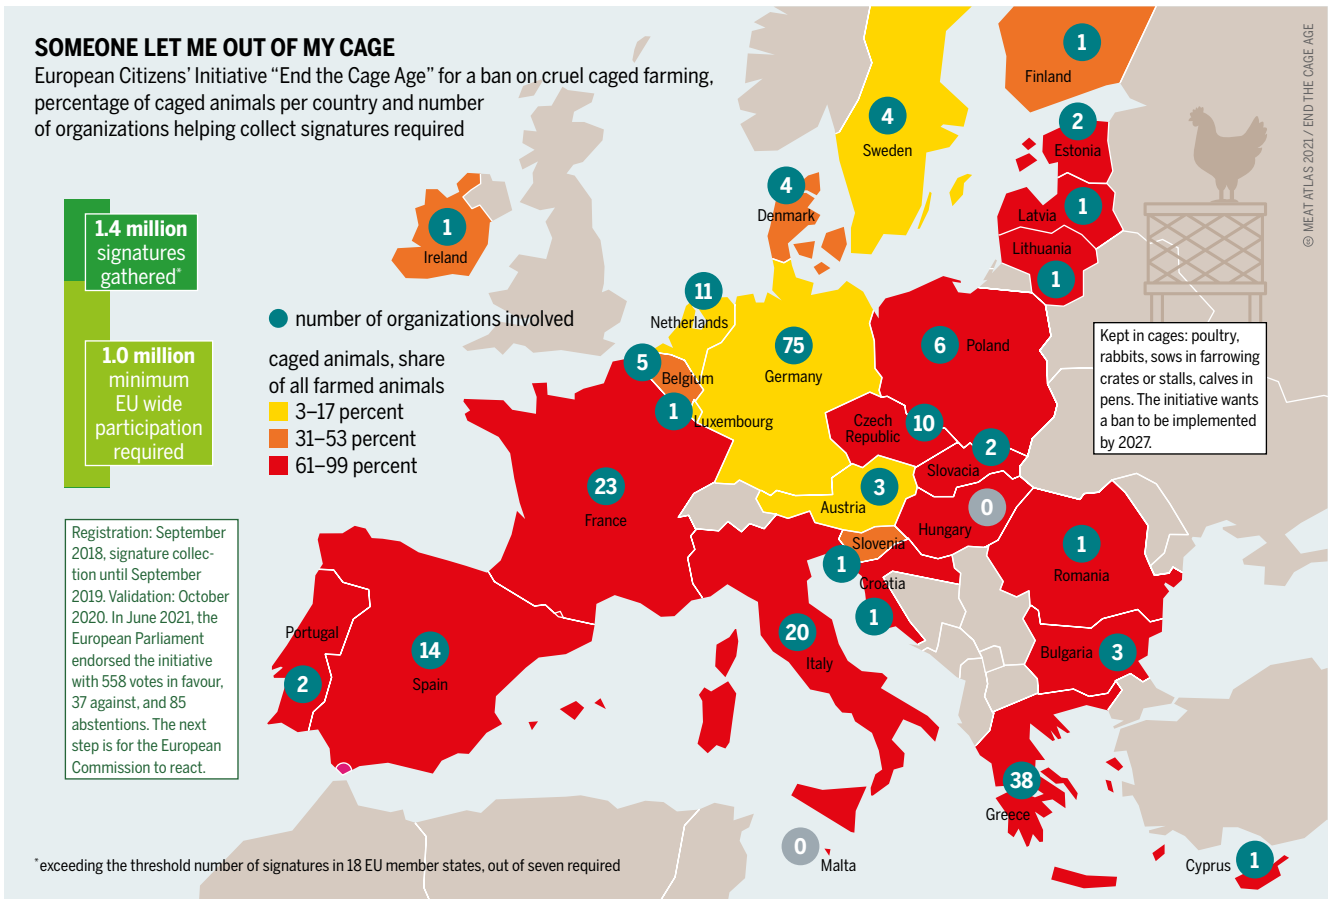 SOMEONE LET ME OUT OF MY CAGE
European Citizens’ Initiative “End the Cage Age” for a ban on cruel caged farming,
percentage of caged animals per country and number
of organizations helping collect signatures required
1.4 million
signatures
gathered*
1.0 million
minimum
EU wide
participation
required
number of organizations involved
caged animals, share
of all farmed animals
3–17 percent
31–53 percent
61–99 percent
Registration: September
2018, signature collec-
tion until September
2019. Validation: October
2020. In June 2021, the
European Parliament
endorsed the initiative
with 558 votes in favour,
37 against, and 85
abstentions. The next
step is for the European
Commission to react.
Kept in cages: poultry,
rabbits, sows in farrowing
crates or stalls, calves in
pens. The initiative wants
a ban to be implemented
by 2027.
1
Finland
4
Sweden
2
Estonia
1
Latvia
Lithuania
1
4
Denmark
1
Ireland
11
Netherlands
5
Belgium
1
Luxembourg
75
Germany
6
Poland
10
Czech
Republic
2
Slovacia
3
Austria
0
Hungary
23
France
Slovenia
1
Croatia
1
1
Romania
3
Bulgaria
20
Italy
Portugal
2
14
Spain
38
Greece
0
Malta
1
Cyprus
*exceeding the threshold number of signatures in 18 EU member states, out of seven required
MEAT ATLAS 2021 / END THE CAGE AGE